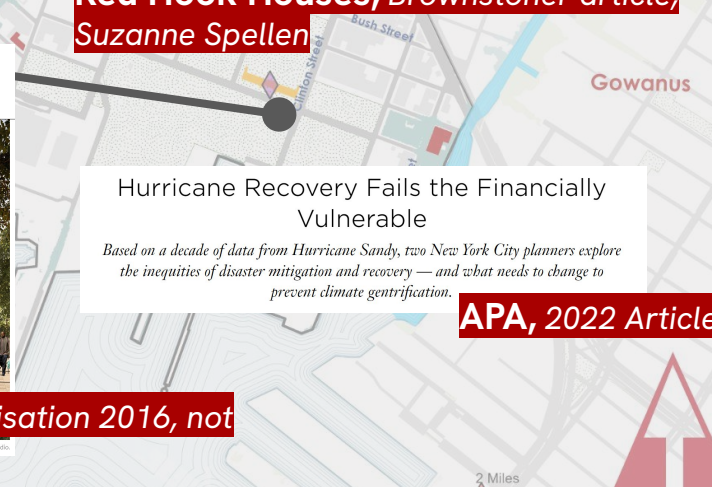 Red Hook Houses, Brownstoner article,
Suzanne Spellen
Bush Street
Clinton Street
Gowanus
Hurricane Recovery Fails the Financially
Vulnerable
Based on a decade of data from Hurricane Sandy, two New York City planners explore
the inequities of disaster mitigation and recovery — and what needs to change to
prevent climate gentrification.
APA, 2022 Article
isation 2016, not
2 Miles